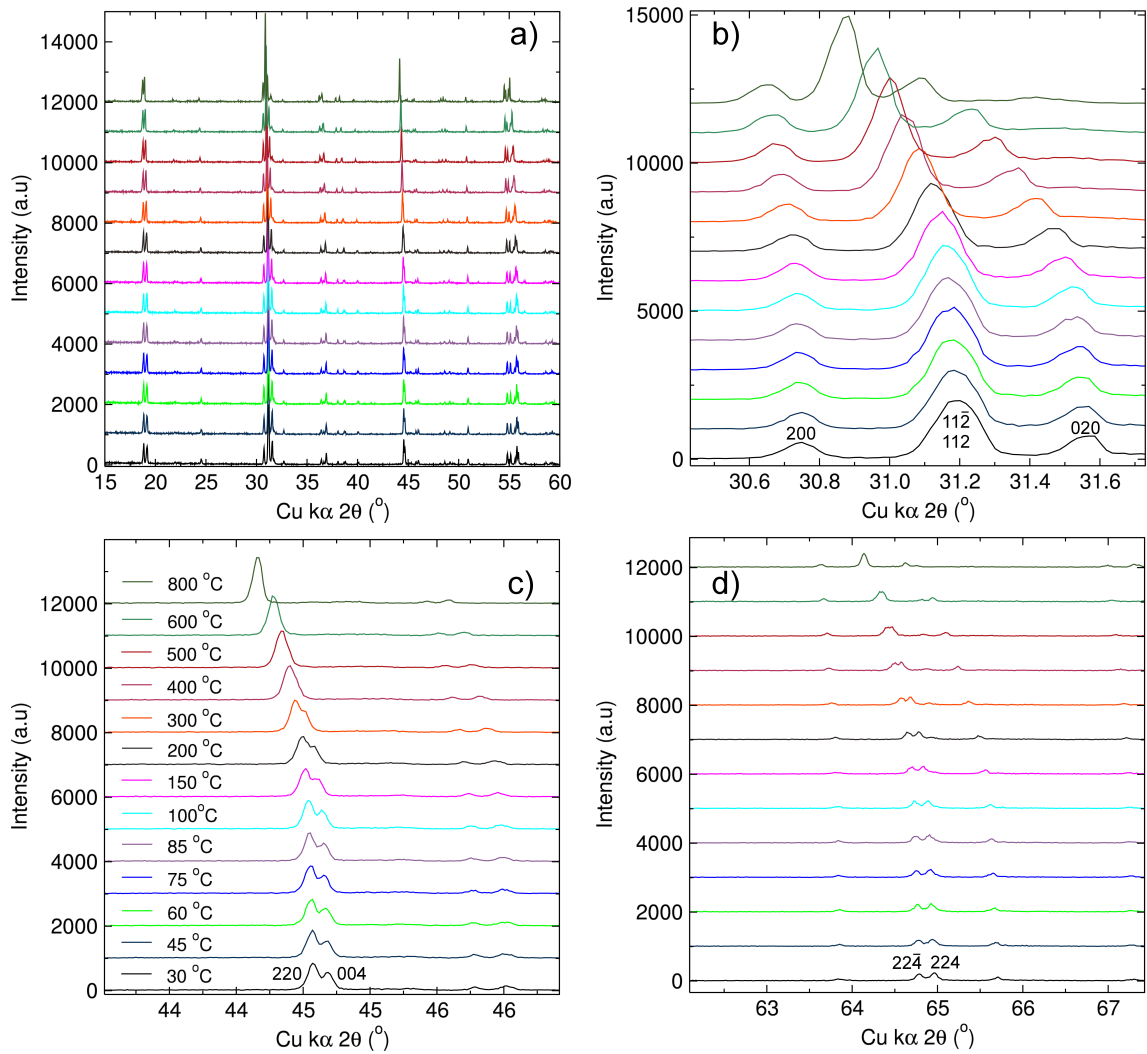 a)
14000
12000
10000
8000
6000
4000
2000
0
Intensity (a.u)
15 20 25 30 35 40 45 50 55 60
Cu kα 2θ (°)
b)
15000
10000
5000
0
Intensity (a.u)
200
112̄
112
020
30.6 30.8 31.0 31.2 31.4 31.6
Cu kα 2θ (°)
c)
12000
10000
8000
6000
4000
2000
0
Intensity (a.u)
800 °C
600 °C
500 °C
400 °C
300 °C
200 °C
150 °C
100°C
85 °C
75 °C
60 °C
45 °C
30 °C
220 004
44 44 45 45 46 46
Cu kα 2θ (°)
d)
12000
10000
8000
6000
4000
2000
0
Intensity (a.u)
224̄ 224
63 64 65 66 67
Cu kα 2θ (°)